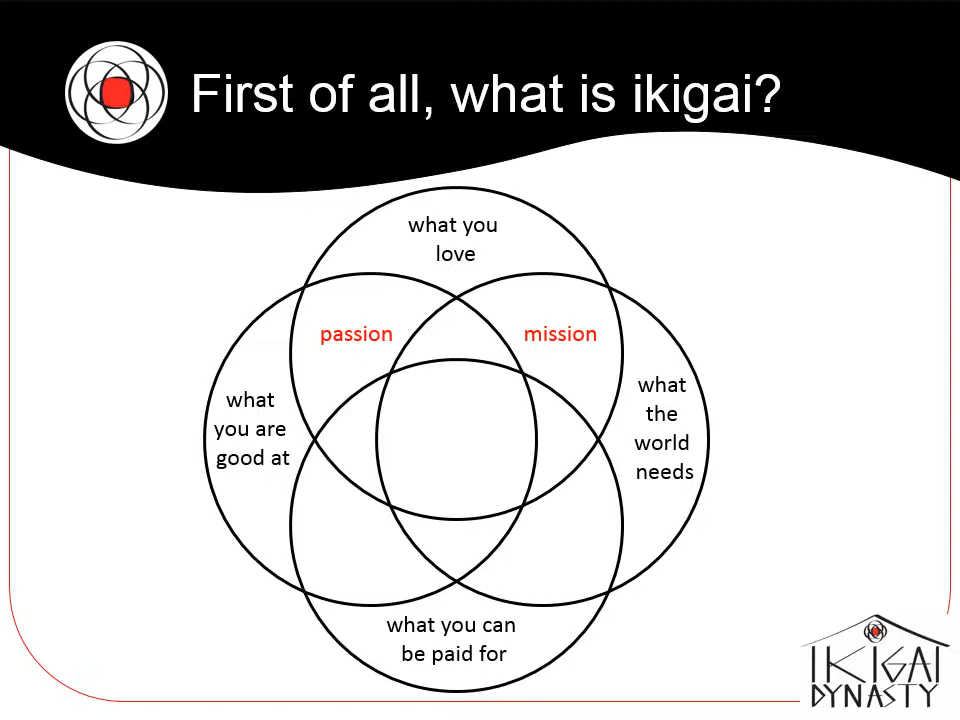 First of all, what is ikigai?
what you
love
passion
mission
what
you are
good at
what
the
world
needs
what you can
be paid for
IKIGAI
DYNASTY